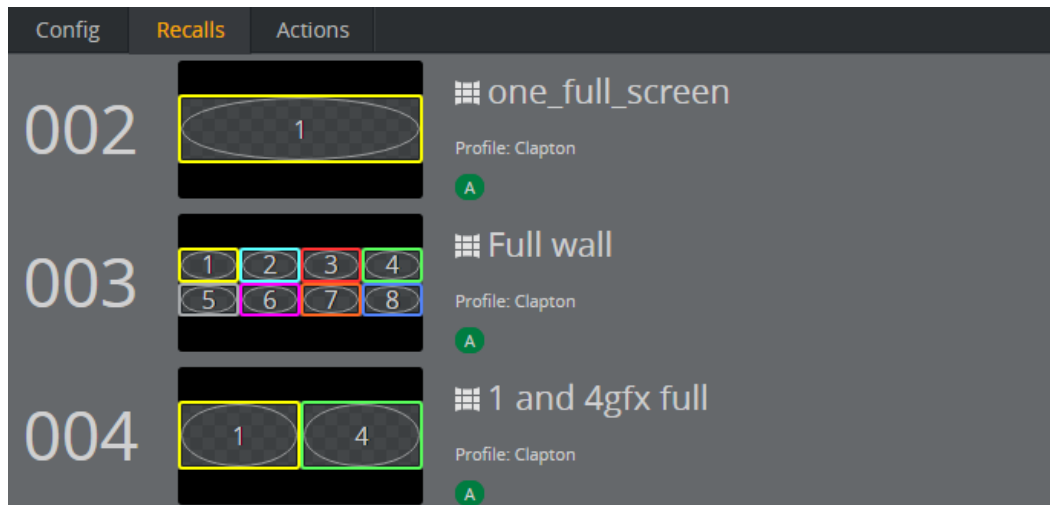 Config Recalls Actions
002
1
one_full_screen
Profile: Clapton
A
003
1 2 3 4
5 6 7 8
Full wall
Profile: Clapton
A
004
1 4
1 and 4gfx full
Profile: Clapton
A